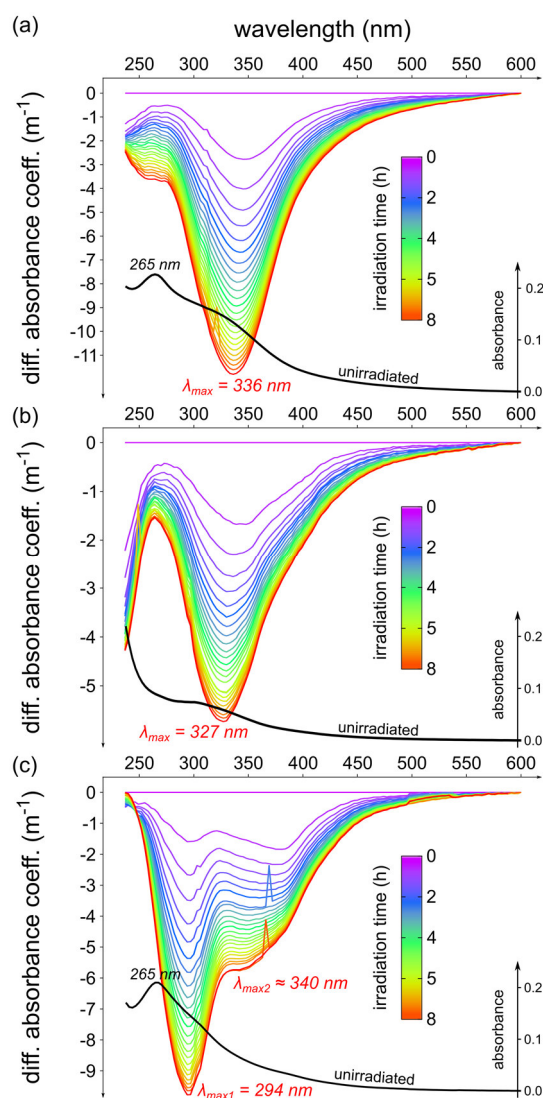 (a)
wavelength (nm)
250 300 350 400 450 500 550 600
diff. absorbance coeff. (m⁻¹)
0
-1
-2
-3
-4
-5
-6
-7
-8
-9
-10
-11
265 nm
λmax = 336 nm
unirradiated
irradiation time (h)
0
2
5
8
absorbance
0.2
0.1
0.0
(b)
250 300 350 400 450 500 550 600
diff. absorbance coeff. (m⁻¹)
0
-1
-2
-3
-4
-5
λmax = 327 nm
unirradiated
irradiation time (h)
0
2
5
8
absorbance
0.2
0.1
0.0
(c)
250 300 350 400 450 500 550 600
diff. absorbance coeff. (m⁻¹)
0
-1
-2
-3
-4
-5
-6
-7
-8
-9
265 nm
λmax2 ≈ 340 nm
λmax1 = 294 nm
unirradiated
irradiation time (h)
0
2
5
8
absorbance
0.2
0.1
0.0